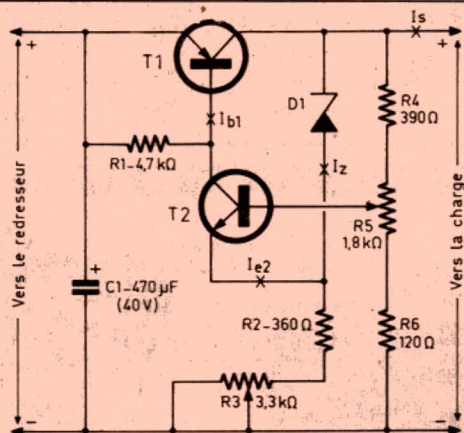 Is
+
+
T1
D1
R4
390Ω
Ib1
R1-4,7kΩ
Iz
T2
R5
1,8kΩ
Vers le redresseur
Vers la charge
+
C1-470µF
(40V)
Ie2
R2-360Ω
R6
120Ω
R3
3,3kΩ
-
-